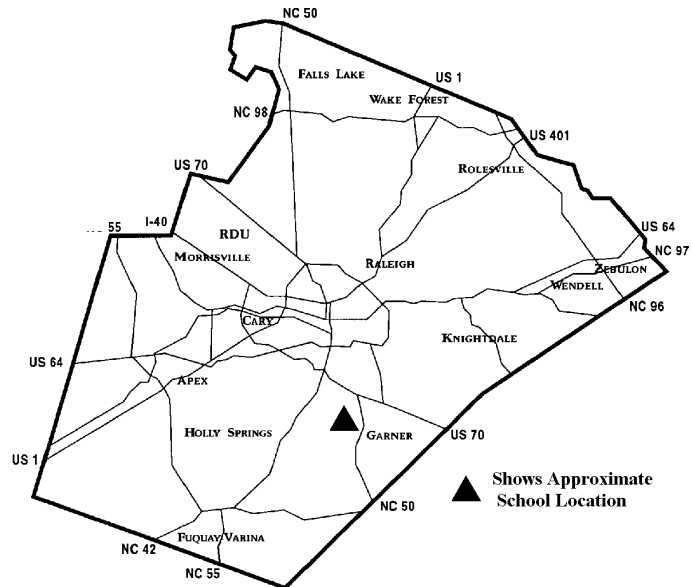 NC 50
FALLS LAKE
US 1
WAKE FOREST
NC 98
US 401
US 70
ROLESVILLE
55
I-40
RDU
US 64
MORRISVILLE
RALEIGH
NC 97
ZEBULON
WENDELL
NC 96
CARY
KNIGHTDALE
US 64
APEX
HOLLY SPRINGS
GARNER
US 70
US 1
Shows Approximate
School Location
NC 50
FUQUAY VARINA
NC 42
NC 55